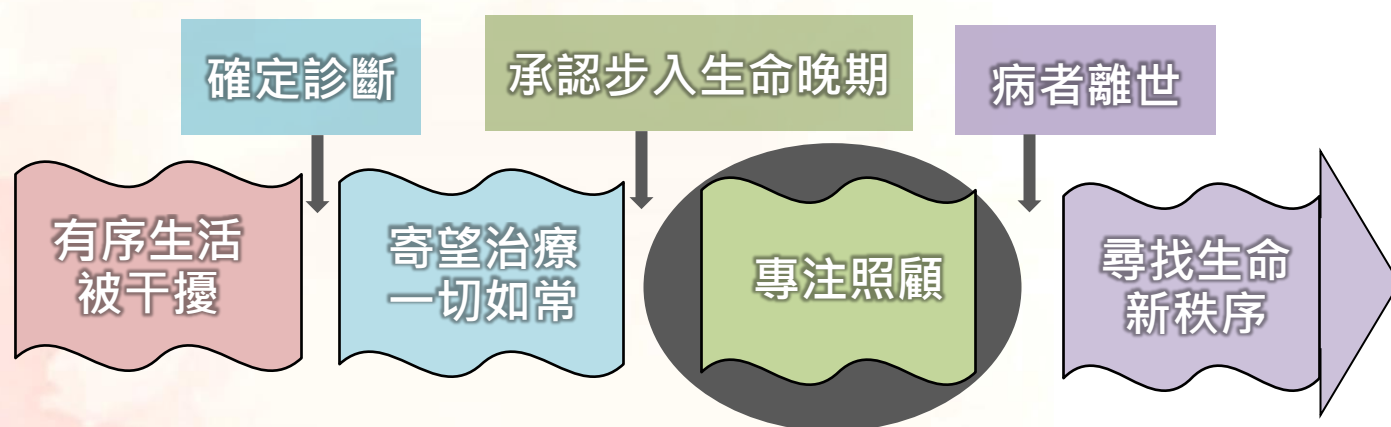 確定診斷
承認步入生命晚期
病者離世
有序生活
被干擾
寄望治療
一切如常
專注照顧
尋找生命
新秩序